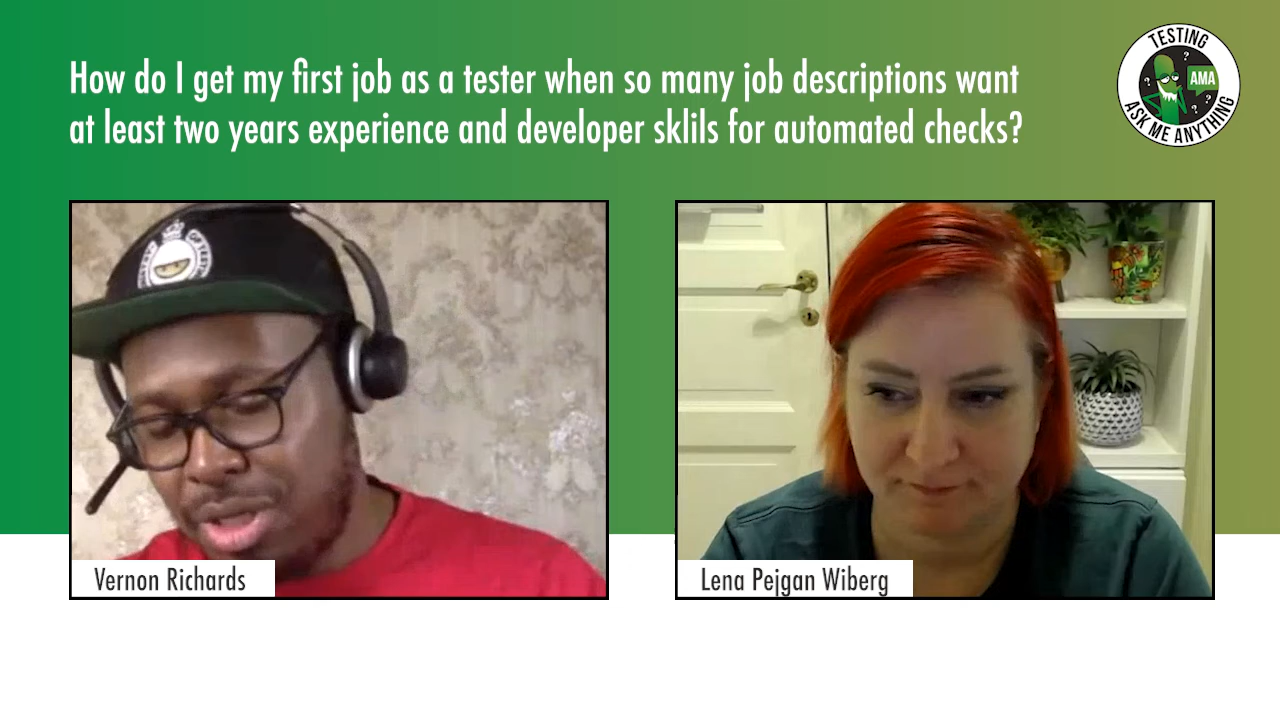 How do I get my first job as a tester when so many job descriptions want
at least two years experience and developer sklils for automated checks?
TESTING
AMA
ASK ME ANYTHING
Vernon Richards
Lena Pejgan Wiberg